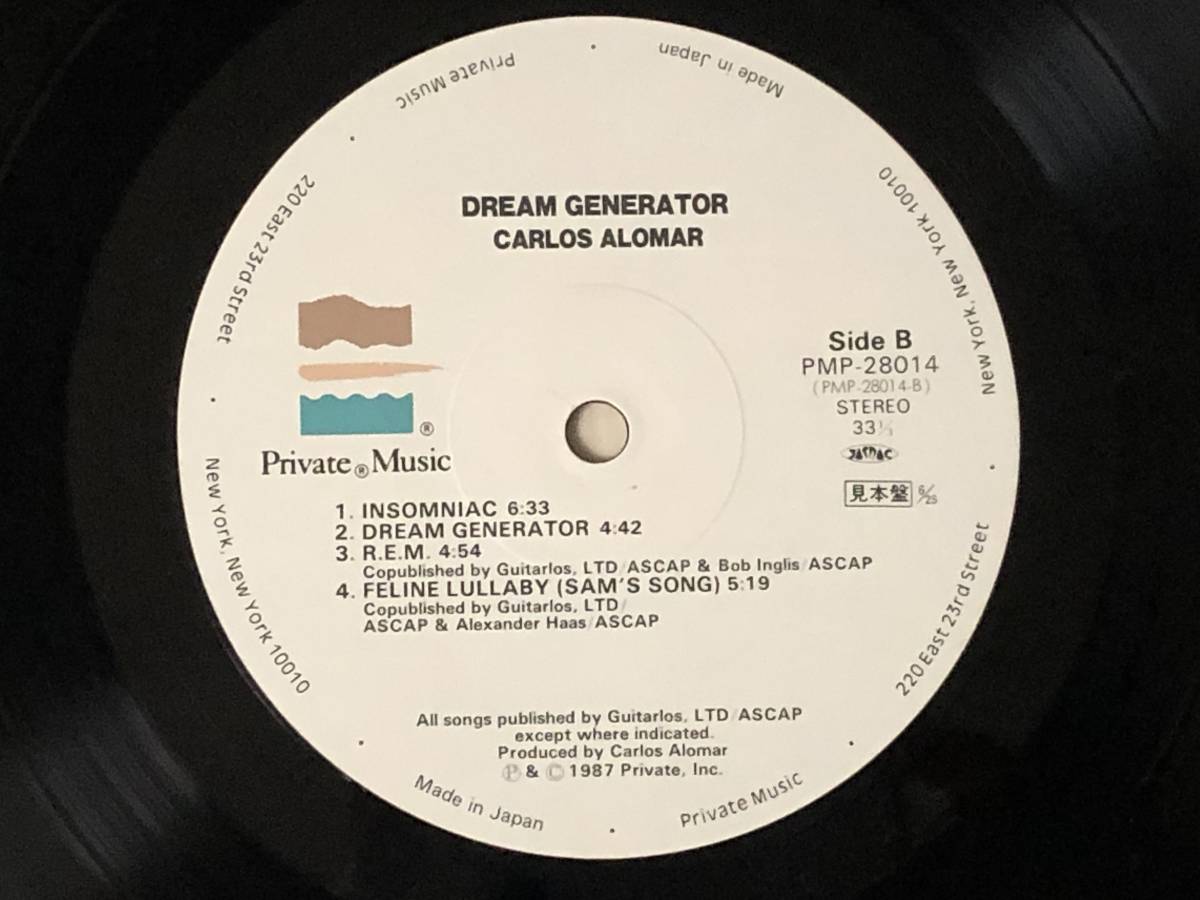 Private Music
Made in Japan
220 East 23rd Street
New York, New York 10010
DREAM GENERATOR
CARLOS ALOMAR
Side B
PMP-28014
(PMP-28014-B)
STEREO
33⅓
JASRAC
®
Private® Music
見本盤 6/25
1. INSOMNIAC 6:33
2. DREAM GENERATOR 4:42
3. R.E.M. 4:54
Copublished by Guitarlos, LTD/ASCAP & Bob Inglis/ASCAP
4. FELINE LULLABY (SAM'S SONG) 5:19
Copublished by Guitarlos, LTD/
ASCAP & Alexander Haas/ASCAP
New York, New York 10010
220 East 23rd Street
All songs published by Guitarlos, LTD/ASCAP
except where indicated.
Produced by Carlos Alomar
℗ & © 1987 Private, Inc.
Made in Japan
Private Music